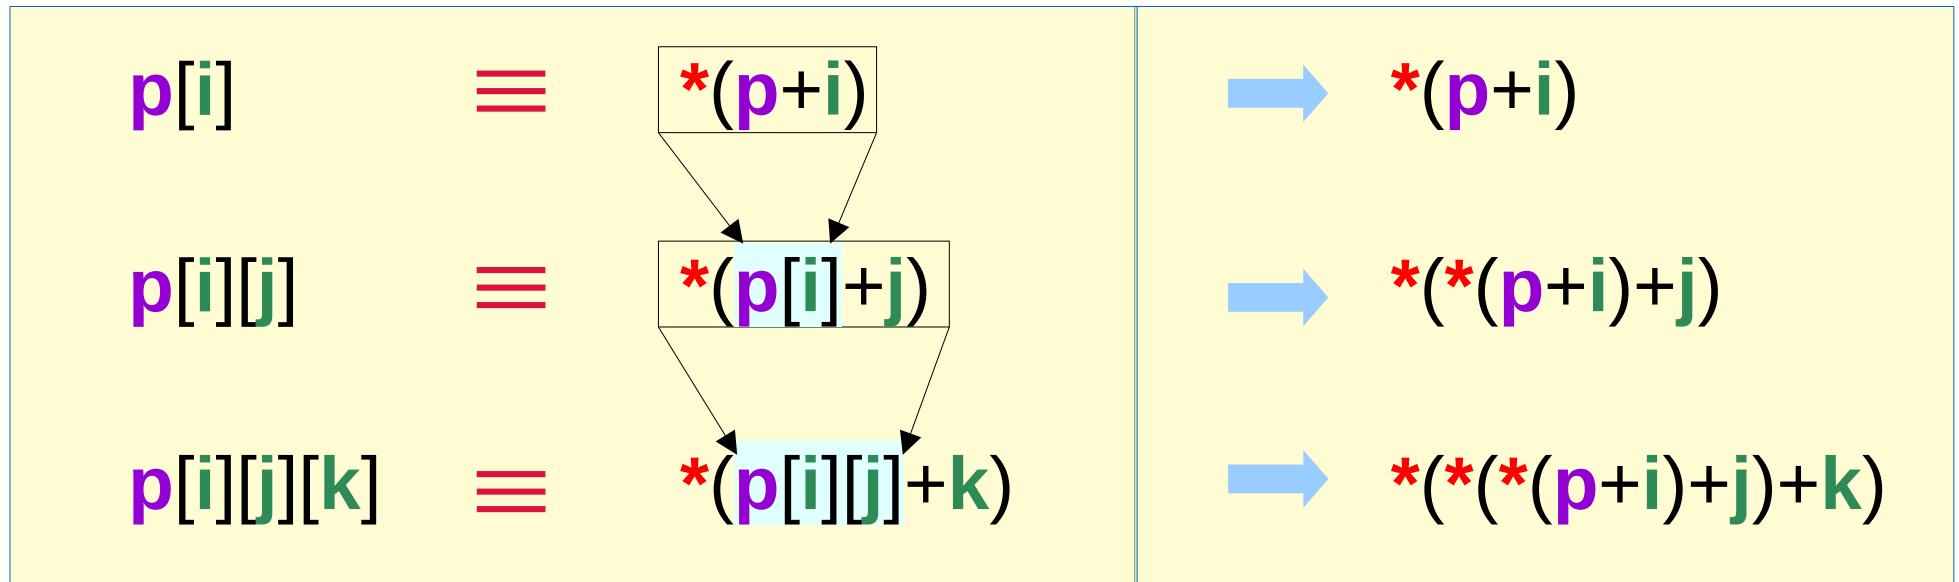 p[i] ≡ *(p+i) *(p+i)
p[i][j] ≡ *(p[i]+j) *(*(p+i)+j)
p[i][j][k] ≡ *(p[i][j]+k) *(*(*(p+i)+j)+k)